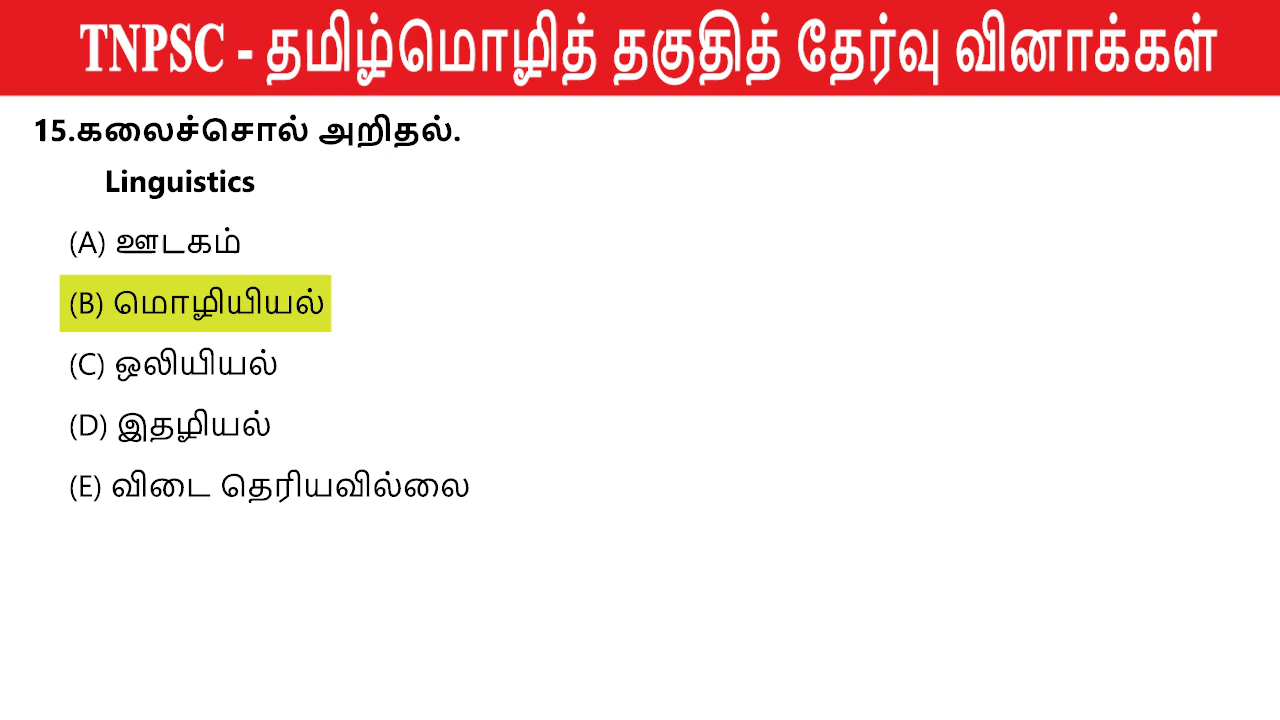 TNPSC - தமிழ்மொழித் தகுதித் தேர்வு வினாக்கள்
15.கலைச்சொல் அறிதல்.
Linguistics
(A) ஊடகம்
(B) மொழியியல்
(C) ஒலியியல்
(D) இதழியல்
(E) விடை தெரியவில்லை